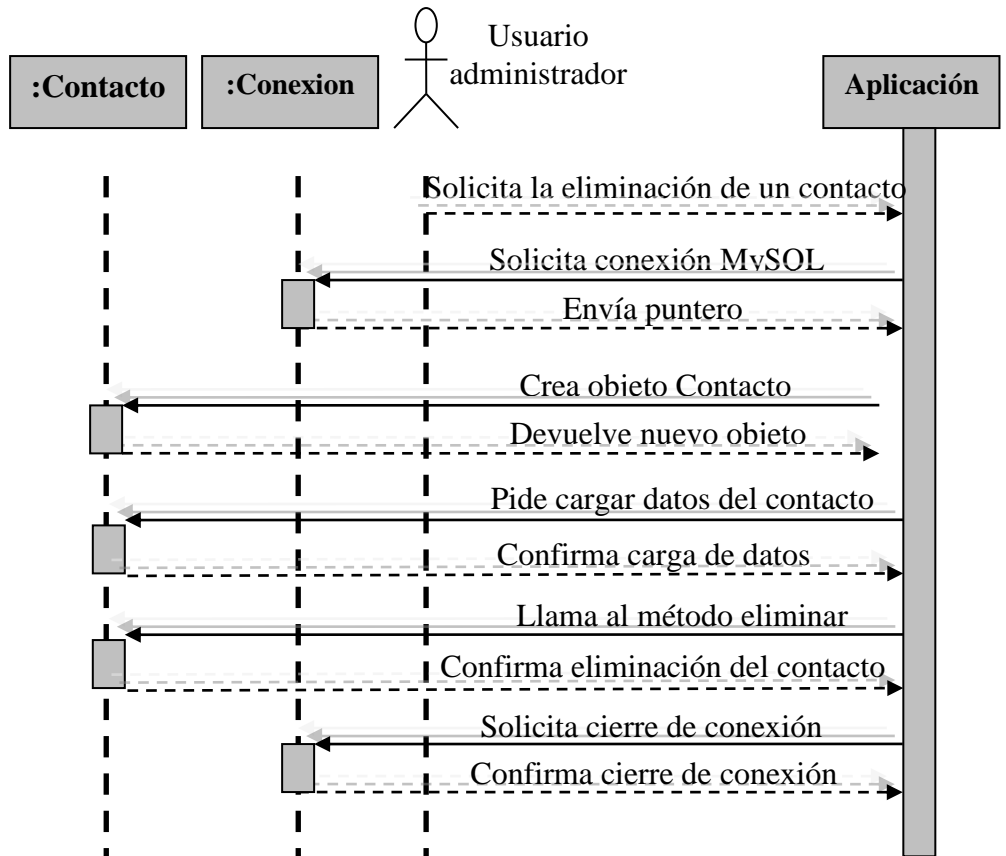 Usuario
administrador
:Contacto
:Conexion
Aplicación
Solicita la eliminación de un contacto
Solicita conexión MySQL
Envía puntero
Crea objeto Contacto
Devuelve nuevo objeto
Pide cargar datos del contacto
Confirma carga de datos
Llama al método eliminar
Confirma eliminación del contacto
Solicita cierre de conexión
Confirma cierre de conexión